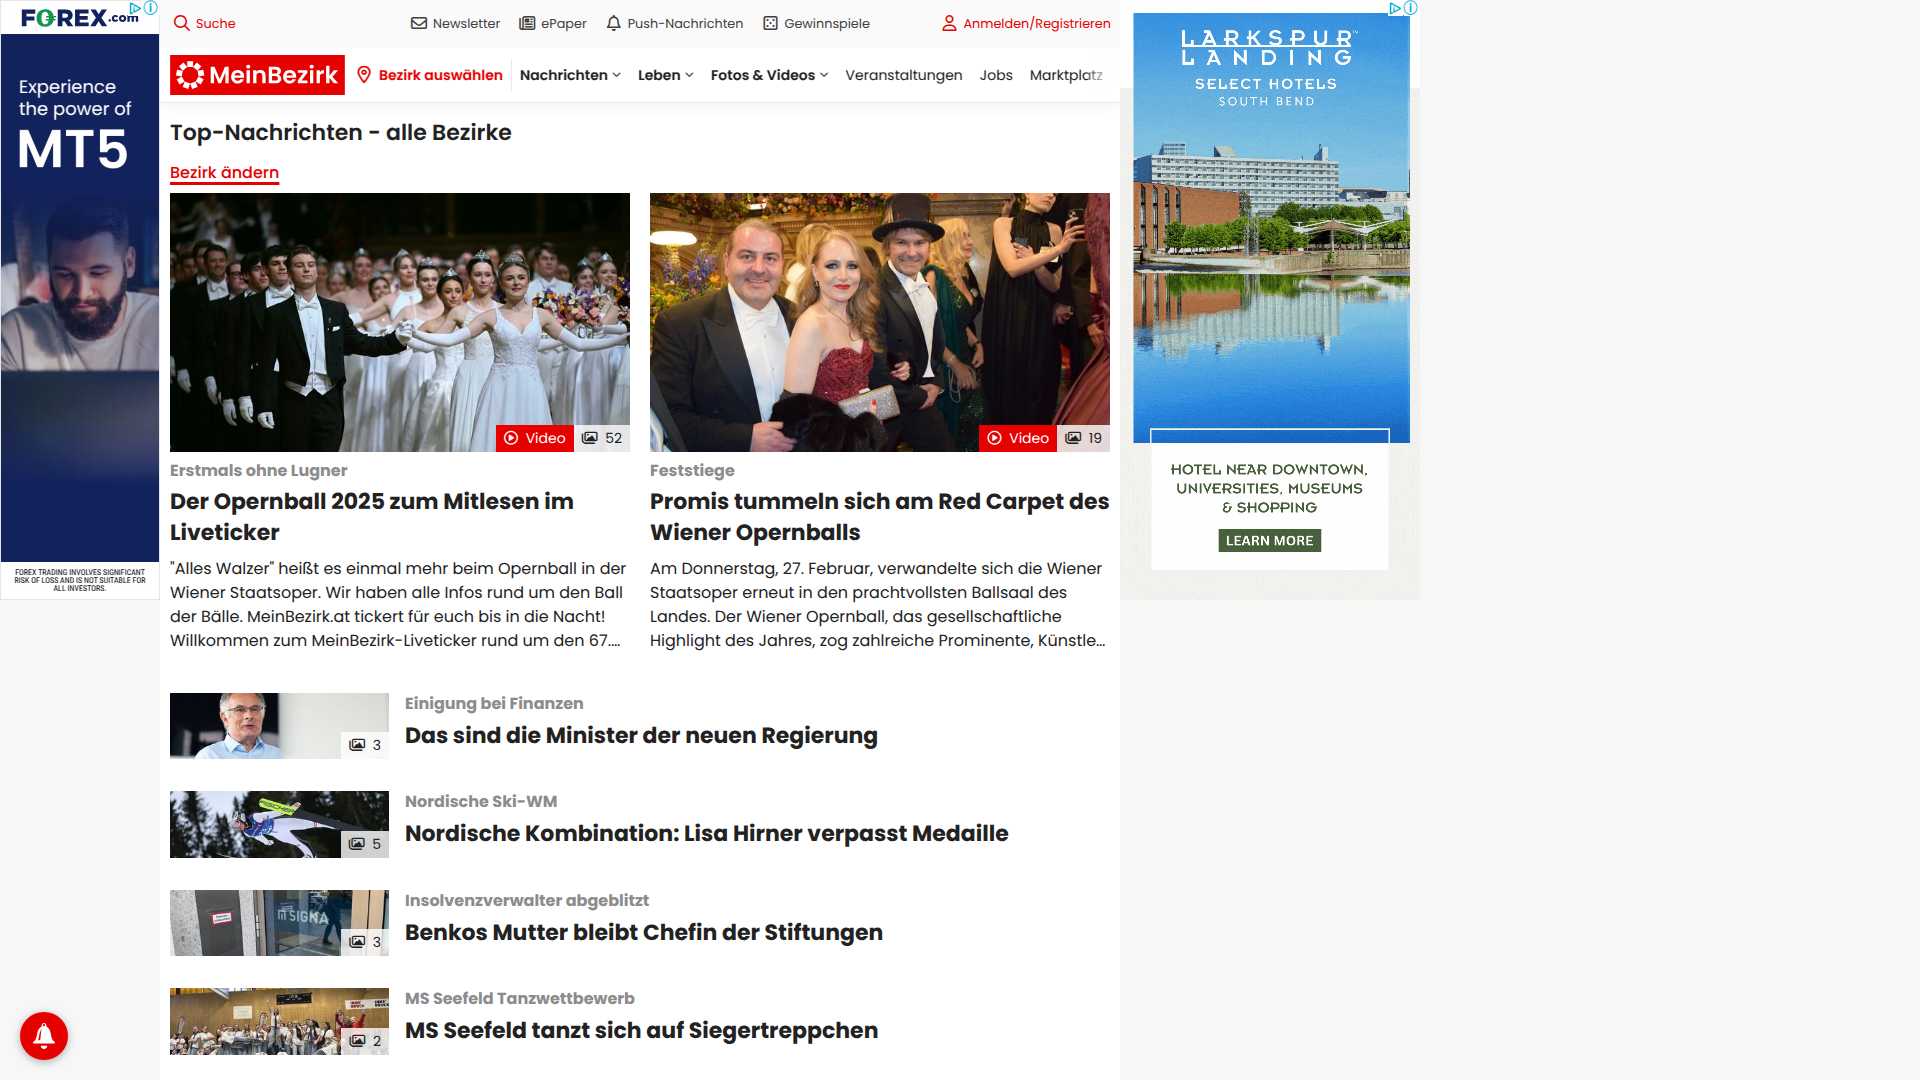 FOREX.com
Experience
the power of
MT5
FOREX TRADING INVOLVES SIGNIFICANT
RISK OF LOSS AND IS NOT SUITABLE FOR
ALL INVESTORS.
Suche
Newsletter
ePaper
Push-Nachrichten
Gewinnspiele
Anmelden/Registrieren
MeinBezirk
Bezirk auswählen
Nachrichten
Leben
Fotos & Videos
Veranstaltungen
Jobs
Marktplatz
Top-Nachrichten - alle Bezirke
Bezirk ändern
Video
52
Erstmals ohne Lugner
Der Opernball 2025 zum Mitlesen im
Liveticker
"Alles Walzer" heißt es einmal mehr beim Opernball in der
Wiener Staatsoper. Wir haben alle Infos rund um den Ball
der Bälle. MeinBezirk.at tickert für euch bis in die Nacht!
Willkommen zum MeinBezirk-Liveticker rund um den 67....
Video
19
Feststiege
Promis tummeln sich am Red Carpet des
Wiener Opernballs
Am Donnerstag, 27. Februar, verwandelte sich die Wiener
Staatsoper erneut in den prachtvollsten Ballsaal des
Landes. Der Wiener Opernball, das gesellschaftliche
Highlight des Jahres, zog zahlreiche Prominente, Künstle...
3
Einigung bei Finanzen
Das sind die Minister der neuen Regierung
5
Nordische Ski-WM
Nordische Kombination: Lisa Hirner verpasst Medaille
SIGNA
3
Insolvenzverwalter abgeblitzt
Benkos Mutter bleibt Chefin der Stiftungen
2
MS Seefeld Tanzwettbewerb
MS Seefeld tanzt sich auf Siegertreppchen
LARKSPUR
LANDING
SELECT HOTELS
SOUTH BEND
HOTEL NEAR DOWNTOWN,
UNIVERSITIES, MUSEUMS
& SHOPPING
LEARN MORE